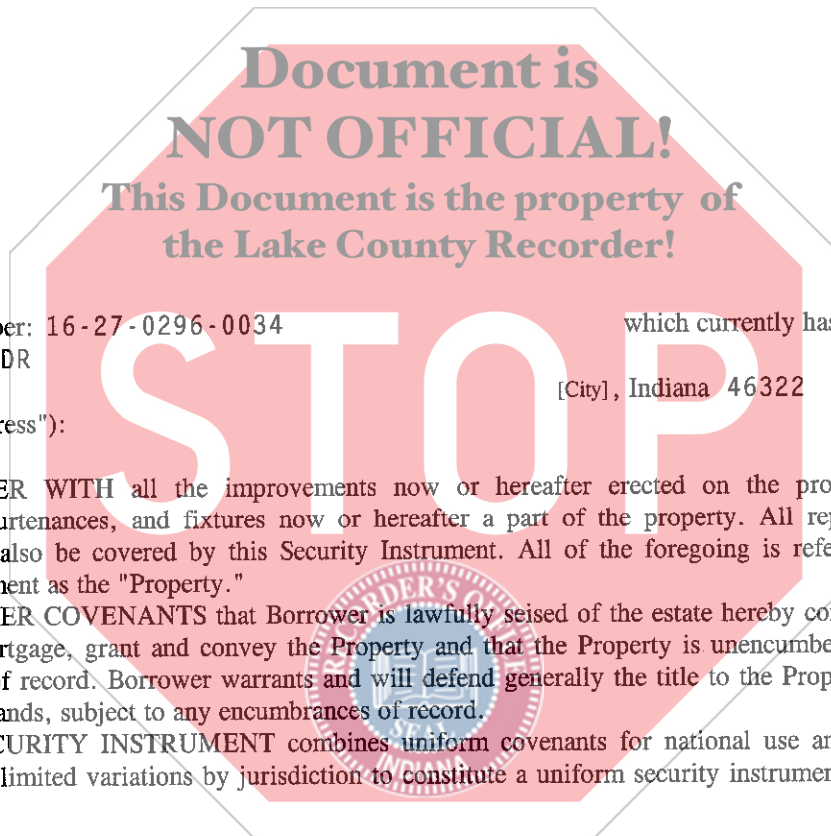 Document is
NOT OFFICIAL!
This Document is the property of
the Lake County Recorder!
er: 16-27-0296-0034 which currently has
DR
[City], Indiana 46322
ress"):
STOP
ER WITH all the improvements now or hereafter erected on the pro
urtenances, and fixtures now or hereafter a part of the property. All rep
also be covered by this Security Instrument. All of the foregoing is refe
ent as the "Property."
ER COVENANTS that Borrower is lawfully seised of the estate hereby co
rtgage, grant and convey the Property and that the Property is unencumbe
f record. Borrower warrants and will defend generally the title to the Prop
ands, subject to any encumbrances of record.
CURITY INSTRUMENT combines uniform covenants for national use an
limited variations by jurisdiction to constitute a uniform security instrumen
RECORDER'S OFFICE
SEAL
INDIANA